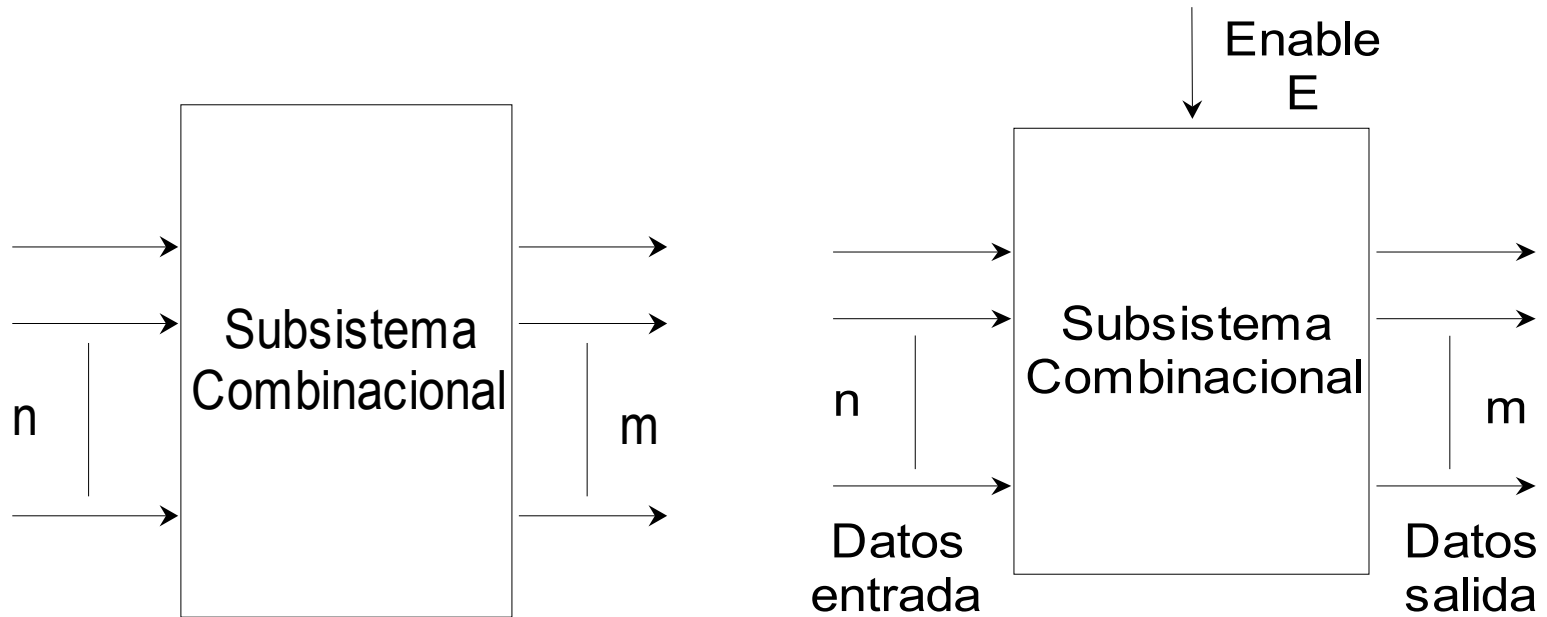 Subsistema
Combinacional
n
m
Enable
E
Subsistema
Combinacional
n
m
Datos
entrada
Datos
salida